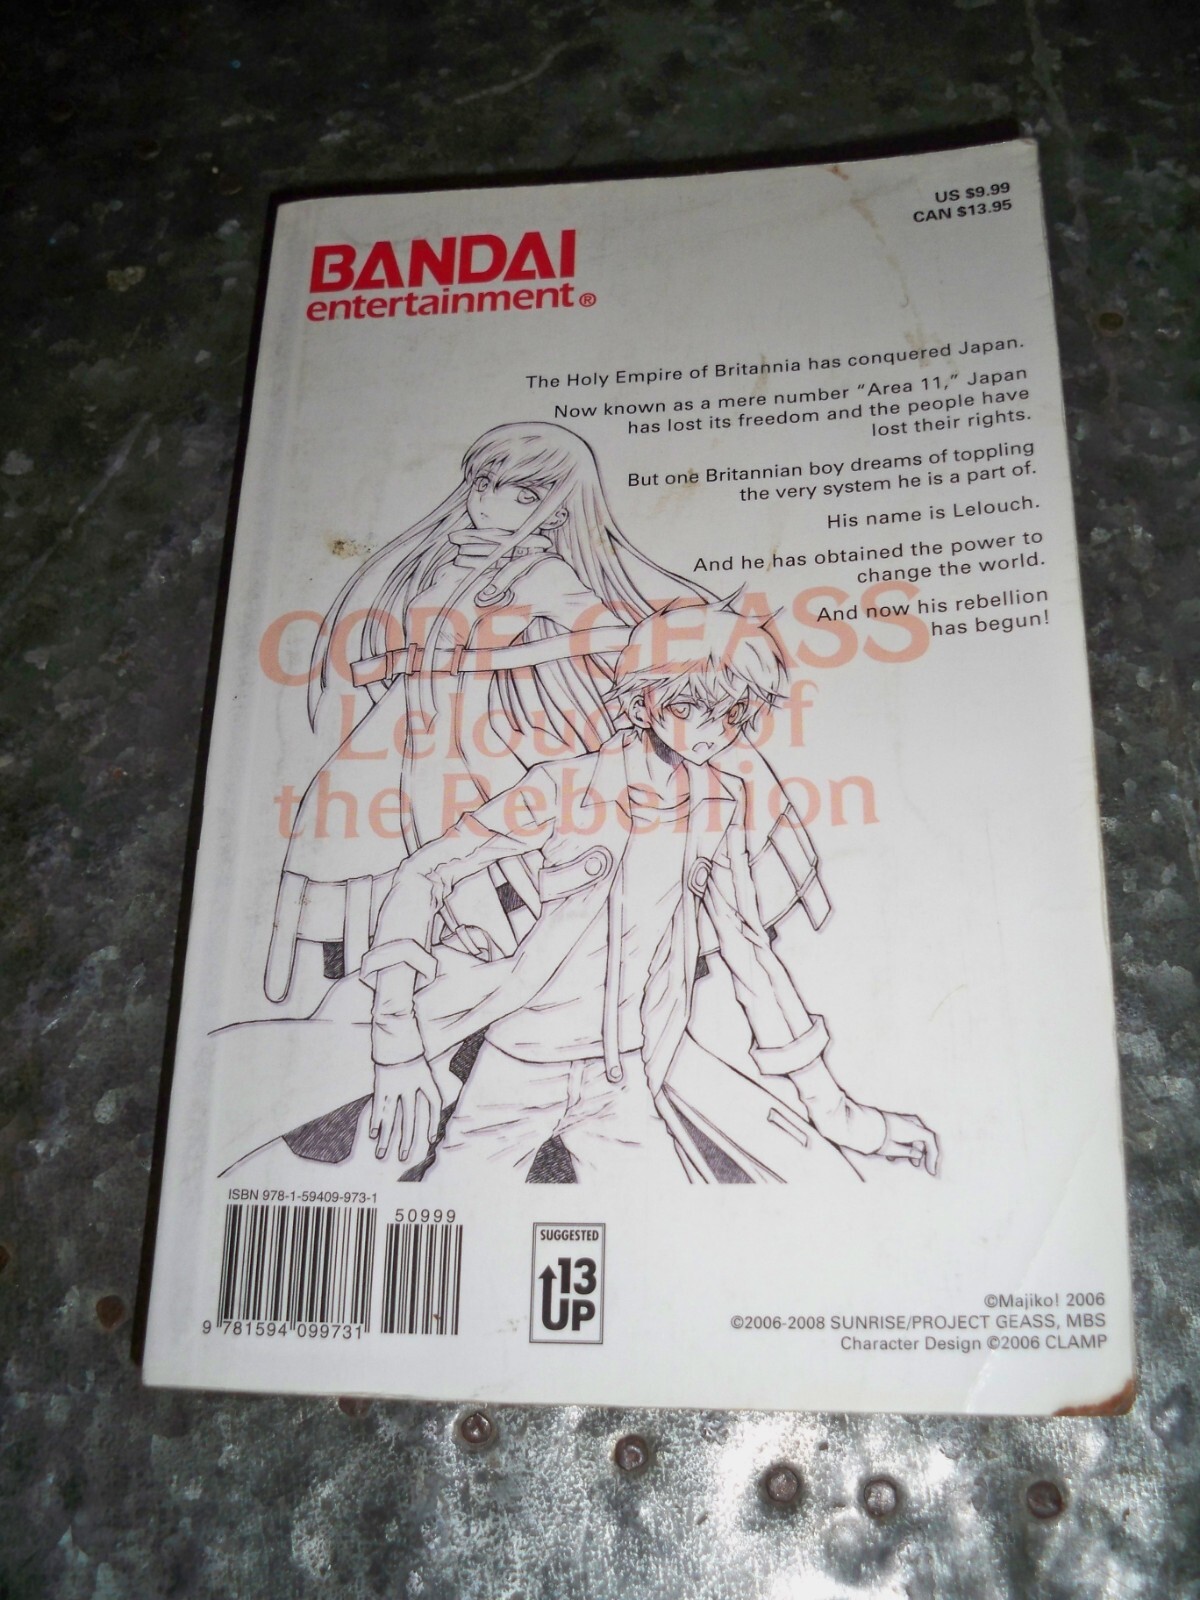 US $9.99
CAN $13.95
BANDAI
entertainment®
The Holy Empire of Britannia has conquered Japan.
Now known as a mere number "Area 11," Japan
has lost its freedom and the people have
lost their rights.
But one Britannian boy dreams of toppling
the very system he is a part of.
His name is Lelouch.
And he has obtained the power to
change the world.
And now his rebellion
has begun!
CODE GEASS
Lelouch of
the Rebellion
ISBN 978-1-59409-973-1
50999
9 781594 099731
SUGGESTED
13
UP
©Majiko! 2006
©2006-2008 SUNRISE/PROJECT GEASS, MBS
Character Design ©2006 CLAMP